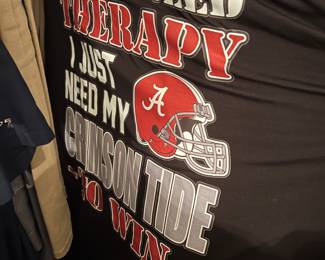 THERAPY
I JUST
NEED MY
A
CRIMSON TIDE
TO WIN